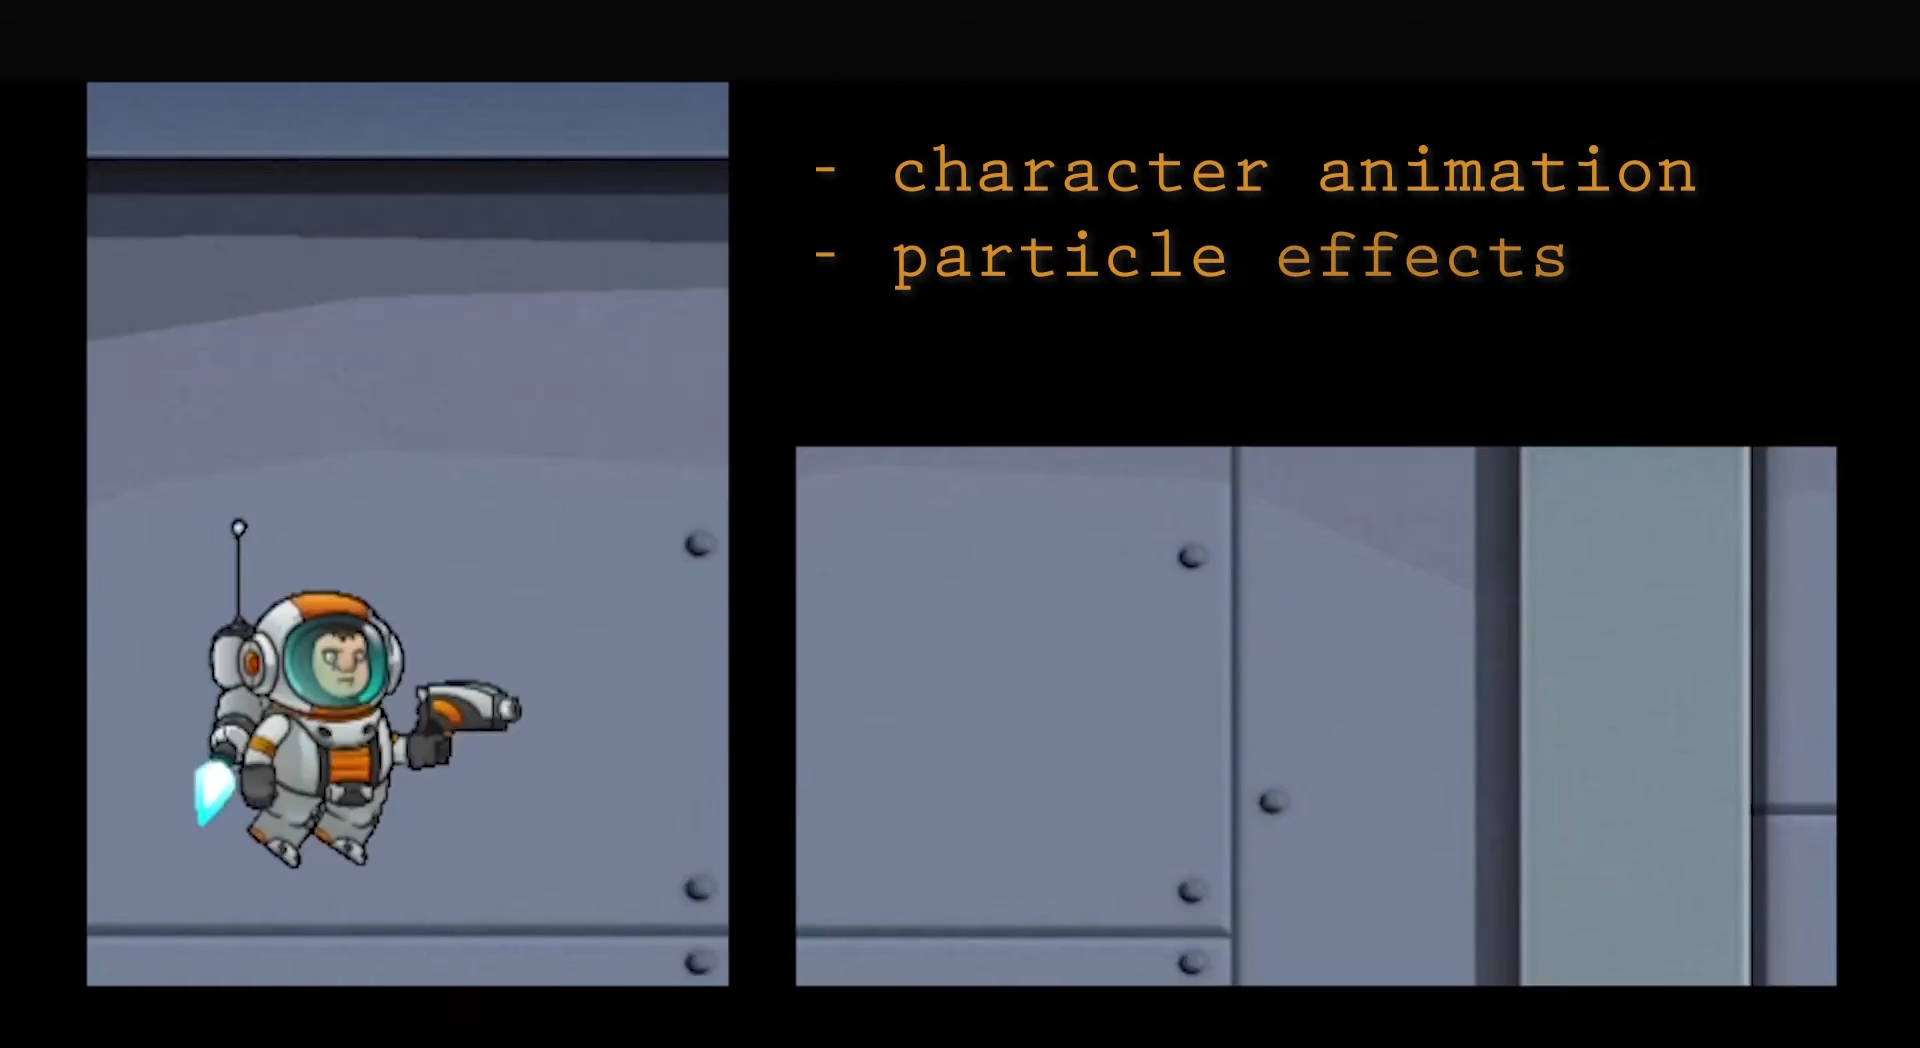 - character animation
- particle effects